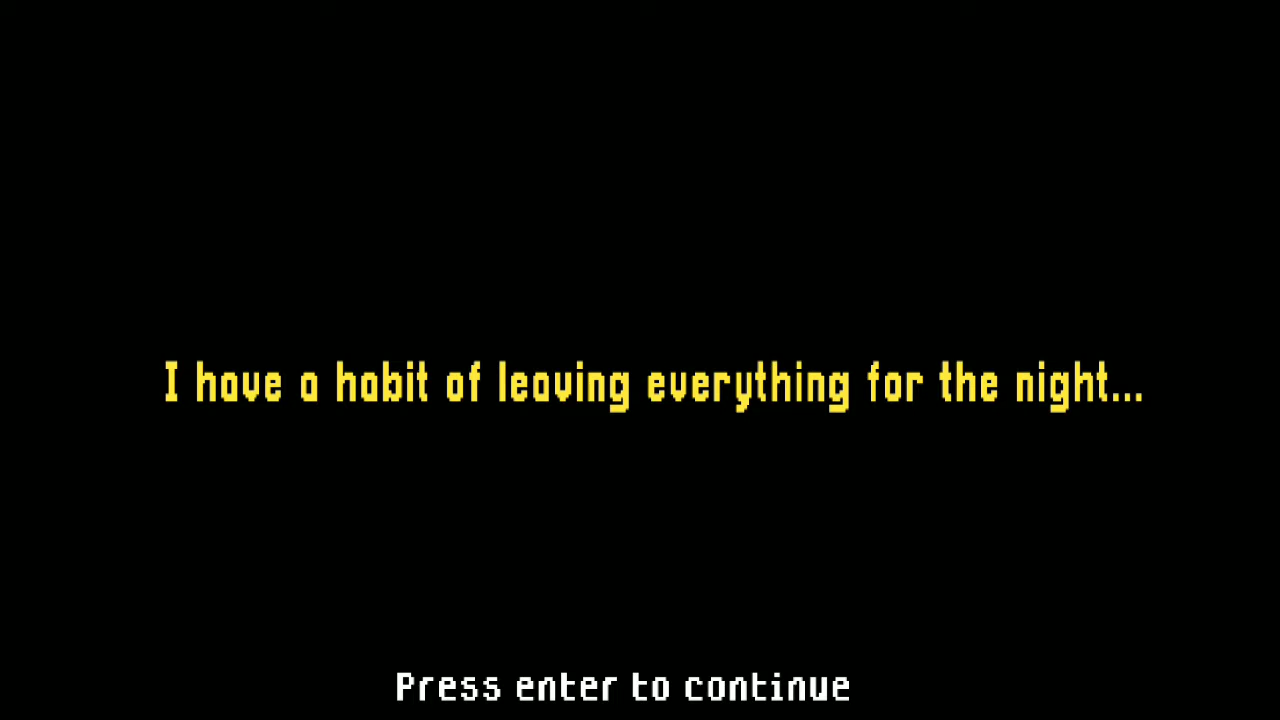 I have a habit of leaving everything for the night...
Press enter to continue